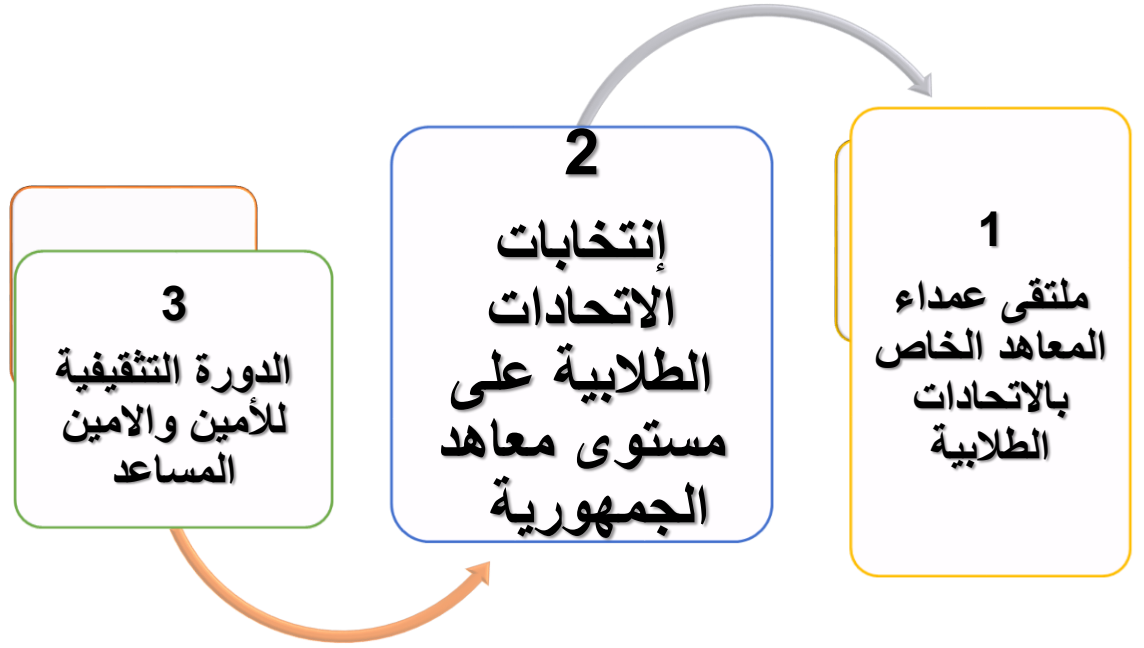 1
ملتقى عمداء
المعاهد الخاص
بالاتحادات
الطلابية
2
إنتخابات
الاتحادات
الطلابية على
مستوى معاهد
الجمهورية
3
الدورة التثقيفية
للأمين والامين
المساعد